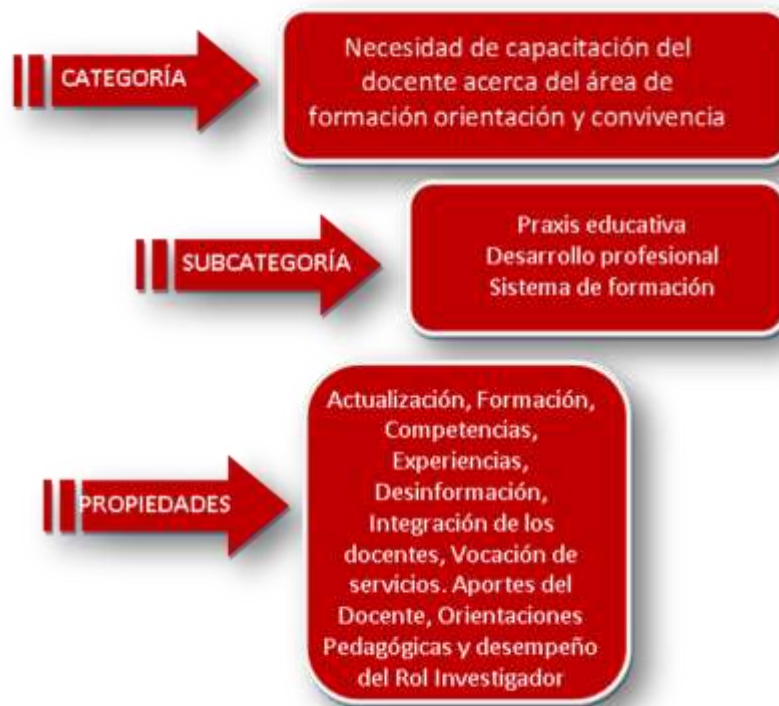 CATEGORÍA
Necesidad de capacitación del
docente acerca del área de
formación orientación y convivencia
SUBCATEGORÍA
Praxis educativa
Desarrollo profesional
Sistema de formación
PROPIEDADES
Actualización, Formación,
Competencias,
Experiencias,
Desinformación,
Integración de los
docentes, Vocación de
servicios. Aportes del
Docente, Orientaciones
Pedagógicas y desempeño
del Rol Investigador